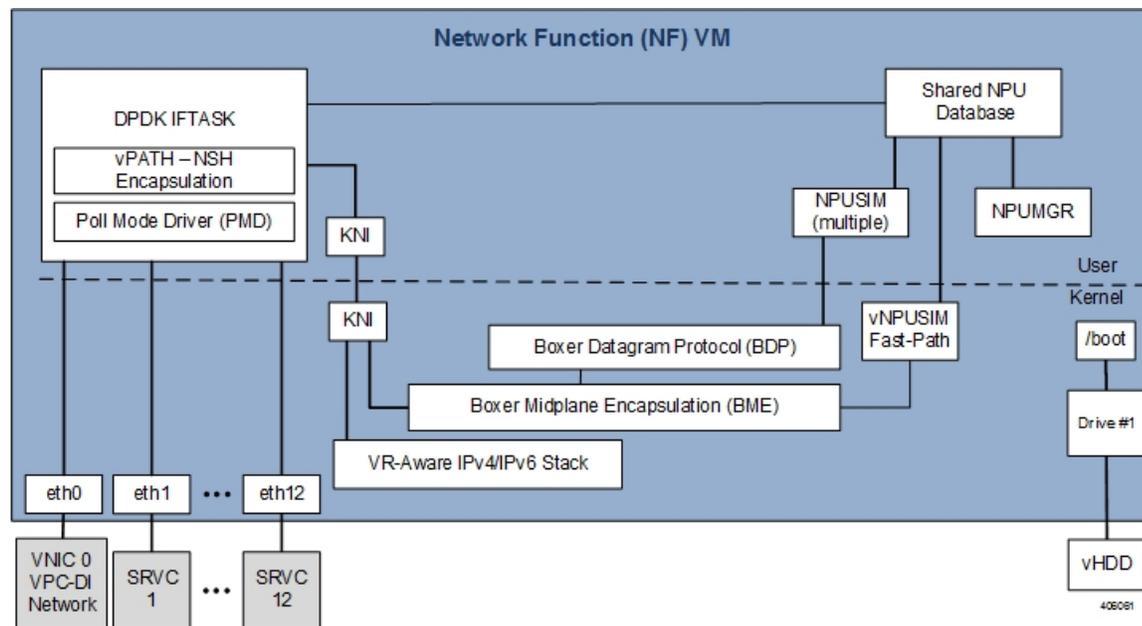 Network Function (NF) VM
DPDK IFTASK
vPATH – NSH
Encapsulation
Poll Mode Driver (PMD)
Shared NPU
Database
NPUSIM
(multiple)
NPUMGR
KNI
User
Kernel
KNI
vNPUSIM
Fast-Path
/boot
Boxer Datagram Protocol (BDP)
Boxer Midplane Encapsulation (BME)
Drive #1
VR-Aware IPv4/IPv6 Stack
eth0
eth1
•••
eth12
VNIC 0
VPC-DI
Network
SRVC
1
•••
SRVC
12
vHDD
406081